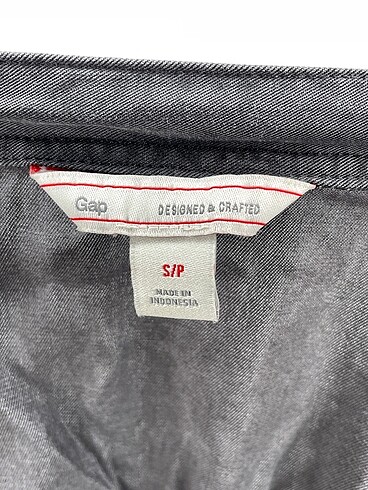 Gap DESIGNED & CRAFTED
S/P
MADE IN
INDONESIA